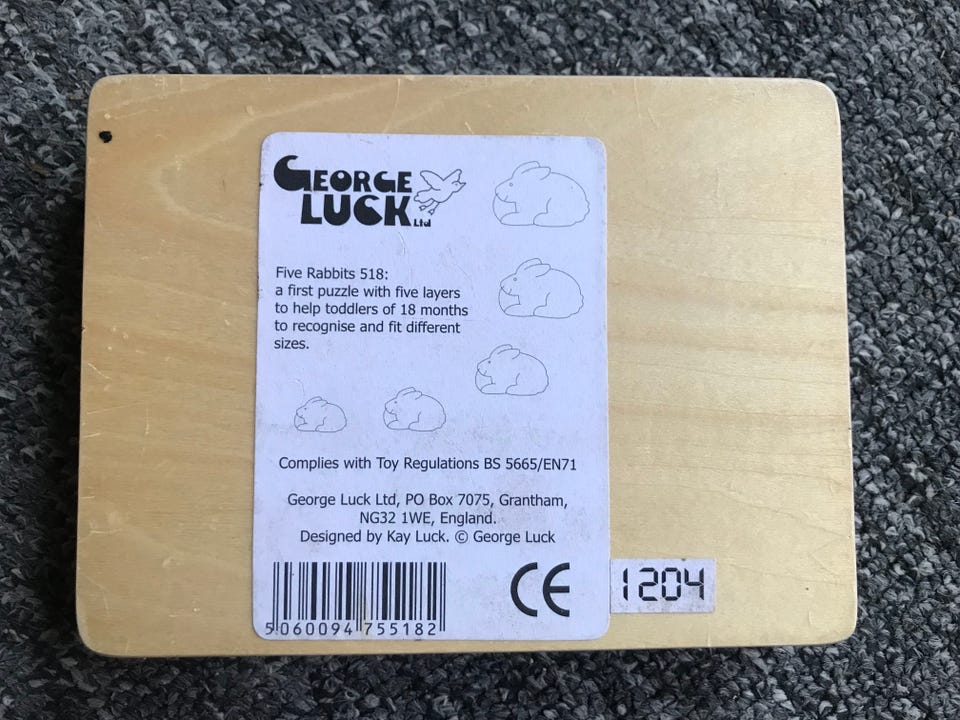 GEORGE
LUCK Ltd
Five Rabbits 518:
a first puzzle with five layers
to help toddlers of 18 months
to recognise and fit different
sizes.
Complies with Toy Regulations BS 5665/EN71
George Luck Ltd, PO Box 7075, Grantham,
NG32 1WE, England.
Designed by Kay Luck. © George Luck
CE
1204
5 060094 755182